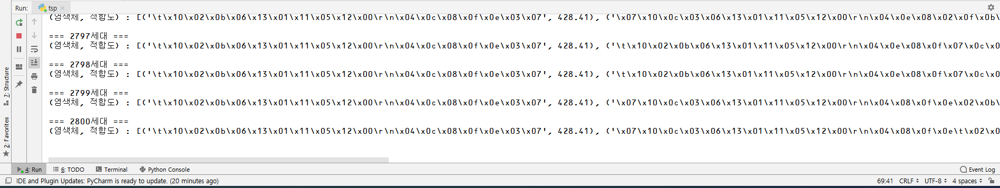 Run: tsp
(염색체, 적합도) : [('\t\x10\x02\x0b\x06\x13\x01\x11\x05\x12\x00\r\n\x04\x0c\x08\x0f\x0e\x03\x07', 428.41), ('\x07\x10\x0c\x03\x06\x13\x01\x11\x05\x12\x00\r\n\x04\x0e\x08\x02\x0f\x0b\
=== 2797세대 ===
(염색체, 적합도) : [('\t\x10\x02\x0b\x06\x13\x01\x11\x05\x12\x00\r\n\x04\x0c\x08\x0f\x0e\x03\x07', 428.41), ('\t\x10\x02\x0b\x06\x13\x01\x11\x05\x12\x00\r\n\x04\x0e\x08\x0f\x07\x0c\x0
=== 2798세대 ===
(염색체, 적합도) : [('\t\x10\x02\x0b\x06\x13\x01\x11\x05\x12\x00\r\n\x04\x0c\x08\x0f\x0e\x03\x07', 428.41), ('\t\x10\x02\x0b\x06\x13\x01\x11\x05\x12\x00\r\n\x04\x0e\x08\x0f\x07\x0c\x0
=== 2799세대 ===
(염색체, 적합도) : [('\t\x10\x02\x0b\x06\x13\x01\x11\x05\x12\x00\r\n\x04\x0c\x08\x0f\x0e\x03\x07', 428.41), ('\x07\x10\x0c\x03\x06\x13\x01\x11\x05\x12\x00\r\n\x04\x08\x0f\x0e\x02\x0b\
=== 2800세대 ===
(염색체, 적합도) : [('\t\x10\x02\x0b\x06\x13\x01\x11\x05\x12\x00\r\n\x04\x0c\x08\x0f\x0e\x03\x07', 428.41), ('\x07\x10\x0c\x03\x06\x13\x01\x11\x05\x12\x00\r\n\x04\x08\x0f\x0e\t\x02\x0
7: Structure
2: Favorites
4: Run 6: TODO Terminal Python Console Event Log
IDE and Plugin Updates: PyCharm is ready to update. (20 minutes ago) 69:41 CRLF UTF-8 4 spaces